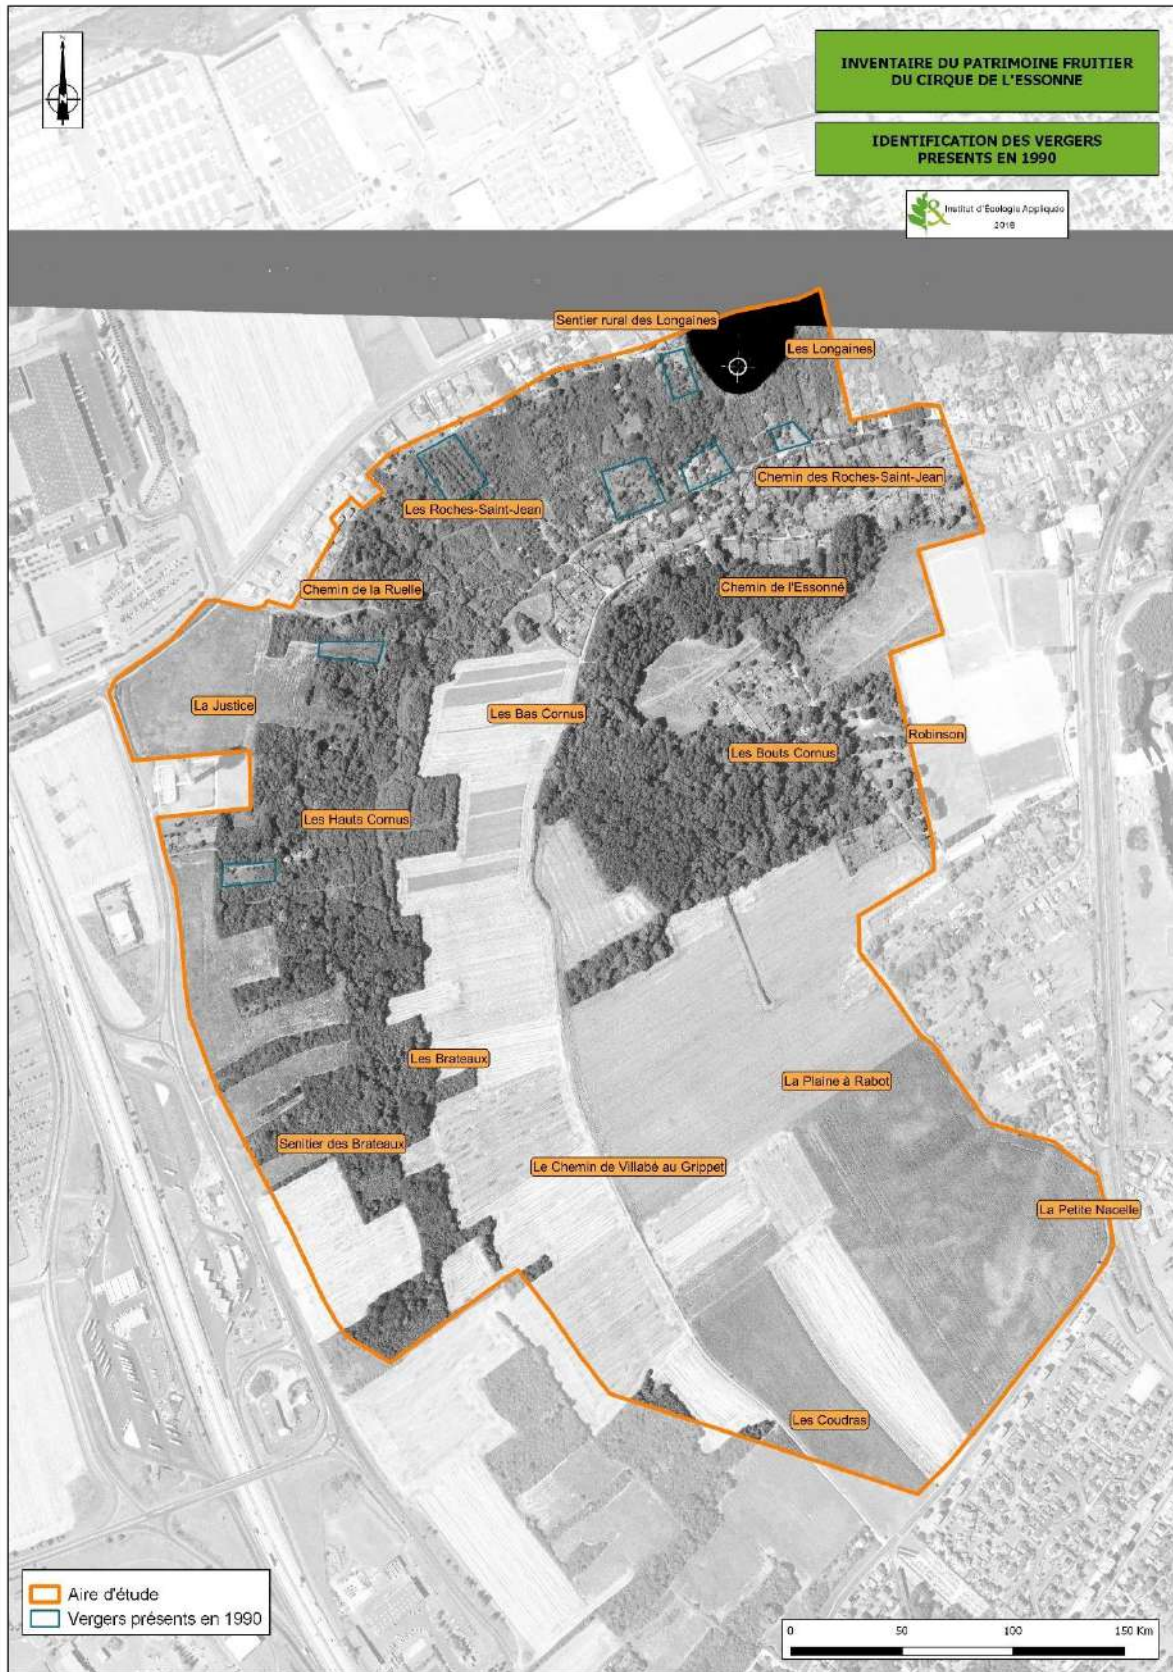 N
INVENTAIRE DU PATRIMOINE FRUITIER
DU CIRQUE DE L'ESSONNE
IDENTIFICATION DES VERGERS
PRESENTS EN 1990
Institut d'Écologie Appliquée
2018
Sentier rural des Longaines
Les Longaines
Chemin des Roches-Saint-Jean
Les Roches-Saint-Jean
Chemin de la Ruelle
Chemin de l'Essonné
La Justice
Les Bas Cornus
Robinson
Les Bouts Cornus
Les Hauts Cornus
Les Brateaux
La Plaine à Rabot
Senitier des Brateaux
Le Chemin de Villabé au Grippet
La Petite Nacelle
Les Coudras
Aire d'étude
Vergers présents en 1990
0 50 100 150 Km